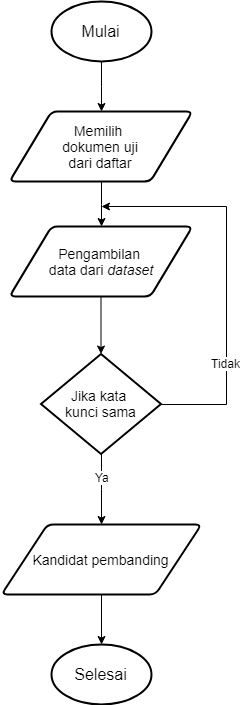 Mulai
Memilih
dokumen uji
dari daftar
Pengambilan
data dari dataset
Jika kata
kunci sama
Tidak
Ya
Kandidat pembanding
Selesai